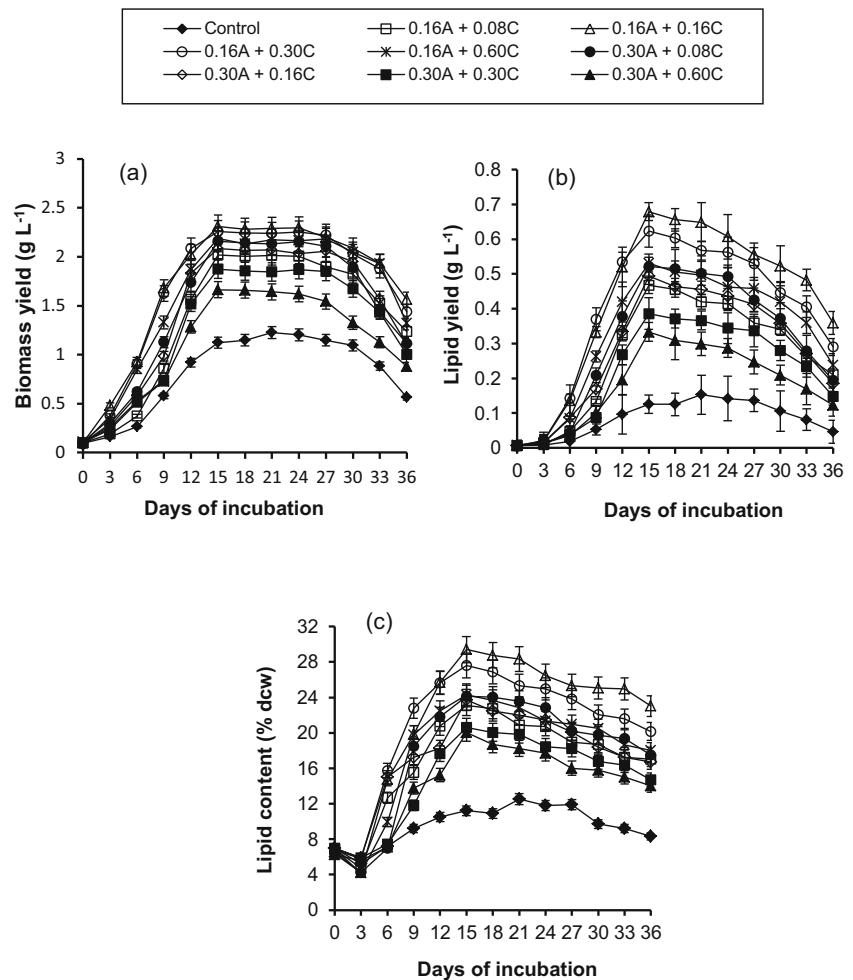 Control 0.16A + 0.08C 0.16A + 0.16C
0.16A + 0.30C 0.16A + 0.60C 0.30A + 0.08C
0.30A + 0.16C 0.30A + 0.30C 0.30A + 0.60C
(a)
Biomass yield (g L-1)
3
2.5
2
1.5
1
0.5
0
0 3 6 9 12 15 18 21 24 27 30 33 36
Days of incubation
(b)
Lipid yield (g L-1)
0.8
0.7
0.6
0.5
0.4
0.3
0.2
0.1
0
0 3 6 9 12 15 18 21 24 27 30 33 36
Days of incubation
(c)
Lipid content (% dcw)
32
28
24
20
16
12
8
4
0
0 3 6 9 12 15 18 21 24 27 30 33 36
Days of incubation